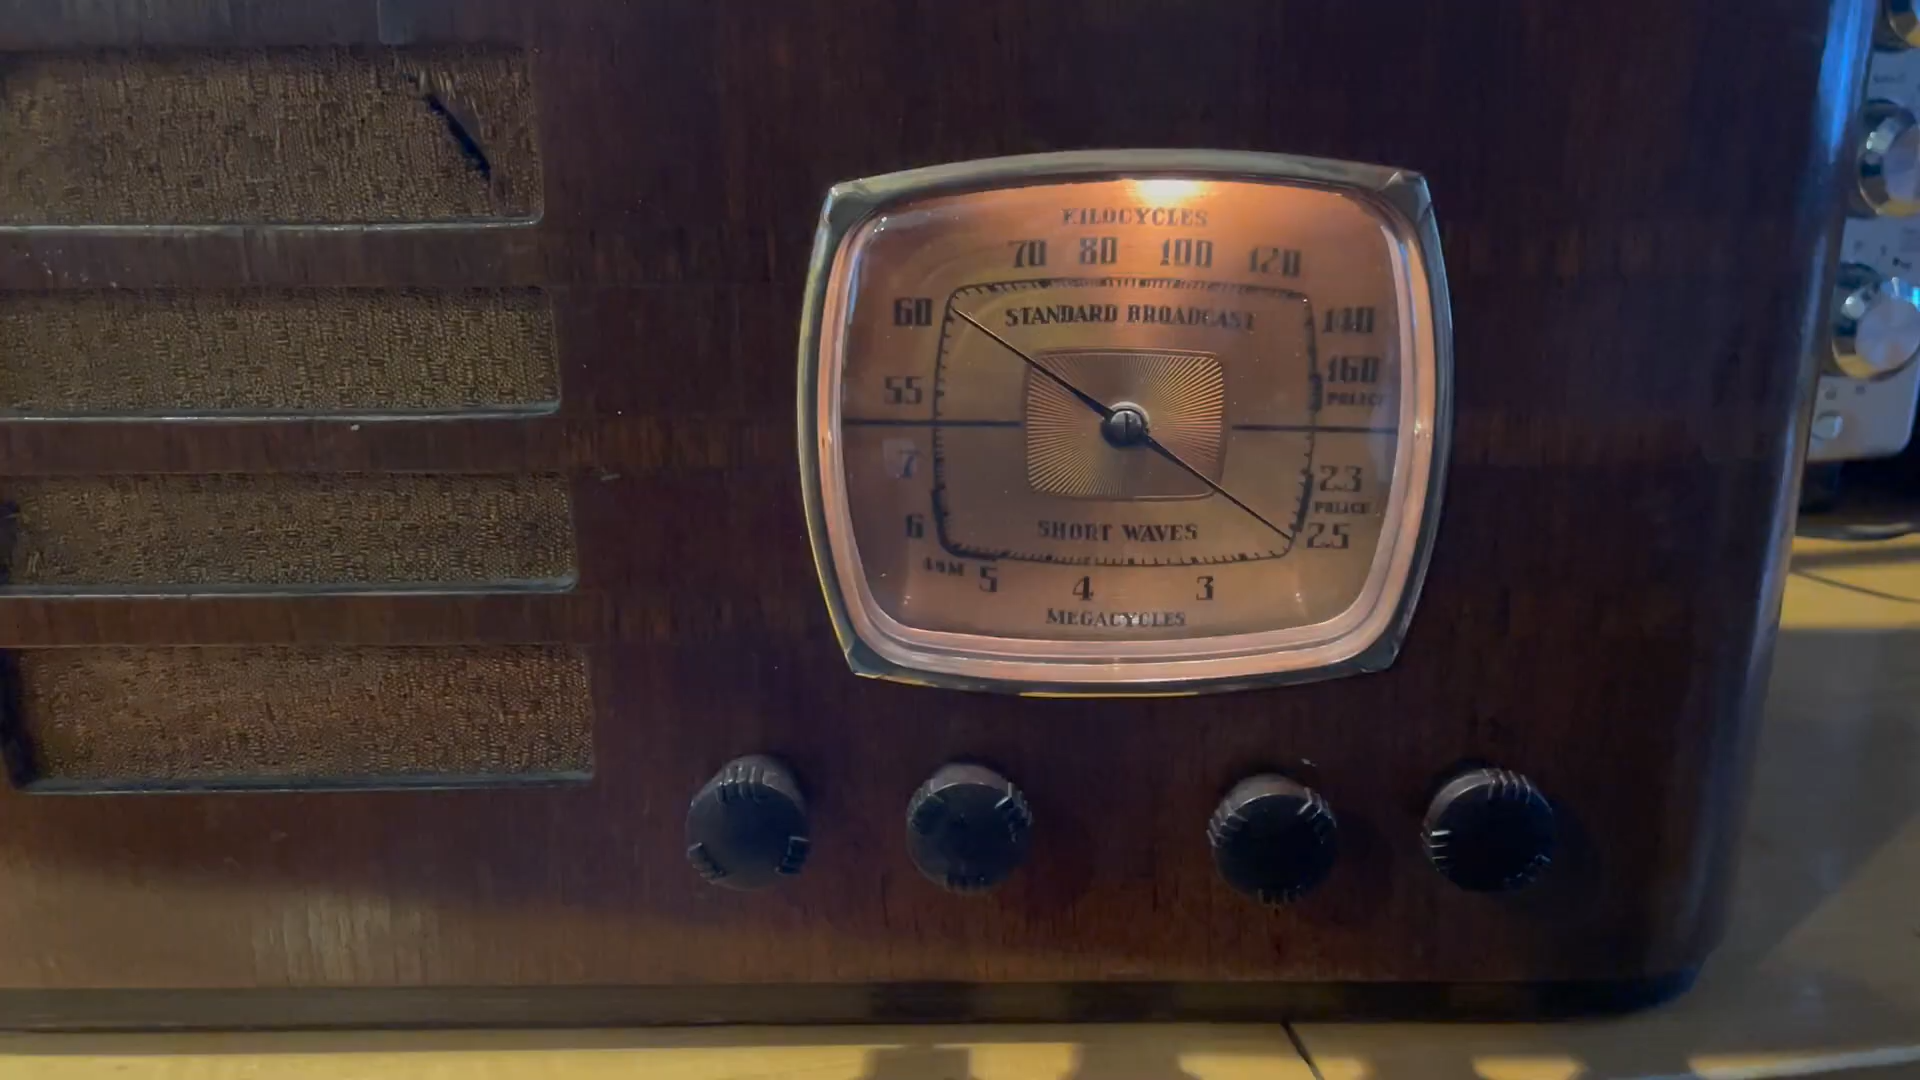 KILOCYCLES
70 80 100 120
60 STANDARD BROADCAST 140
160
55 POLICE
7 2.3
POLICE
6 SHORT WAVES 2.5
49M 5 4 3
MEGACYCLES